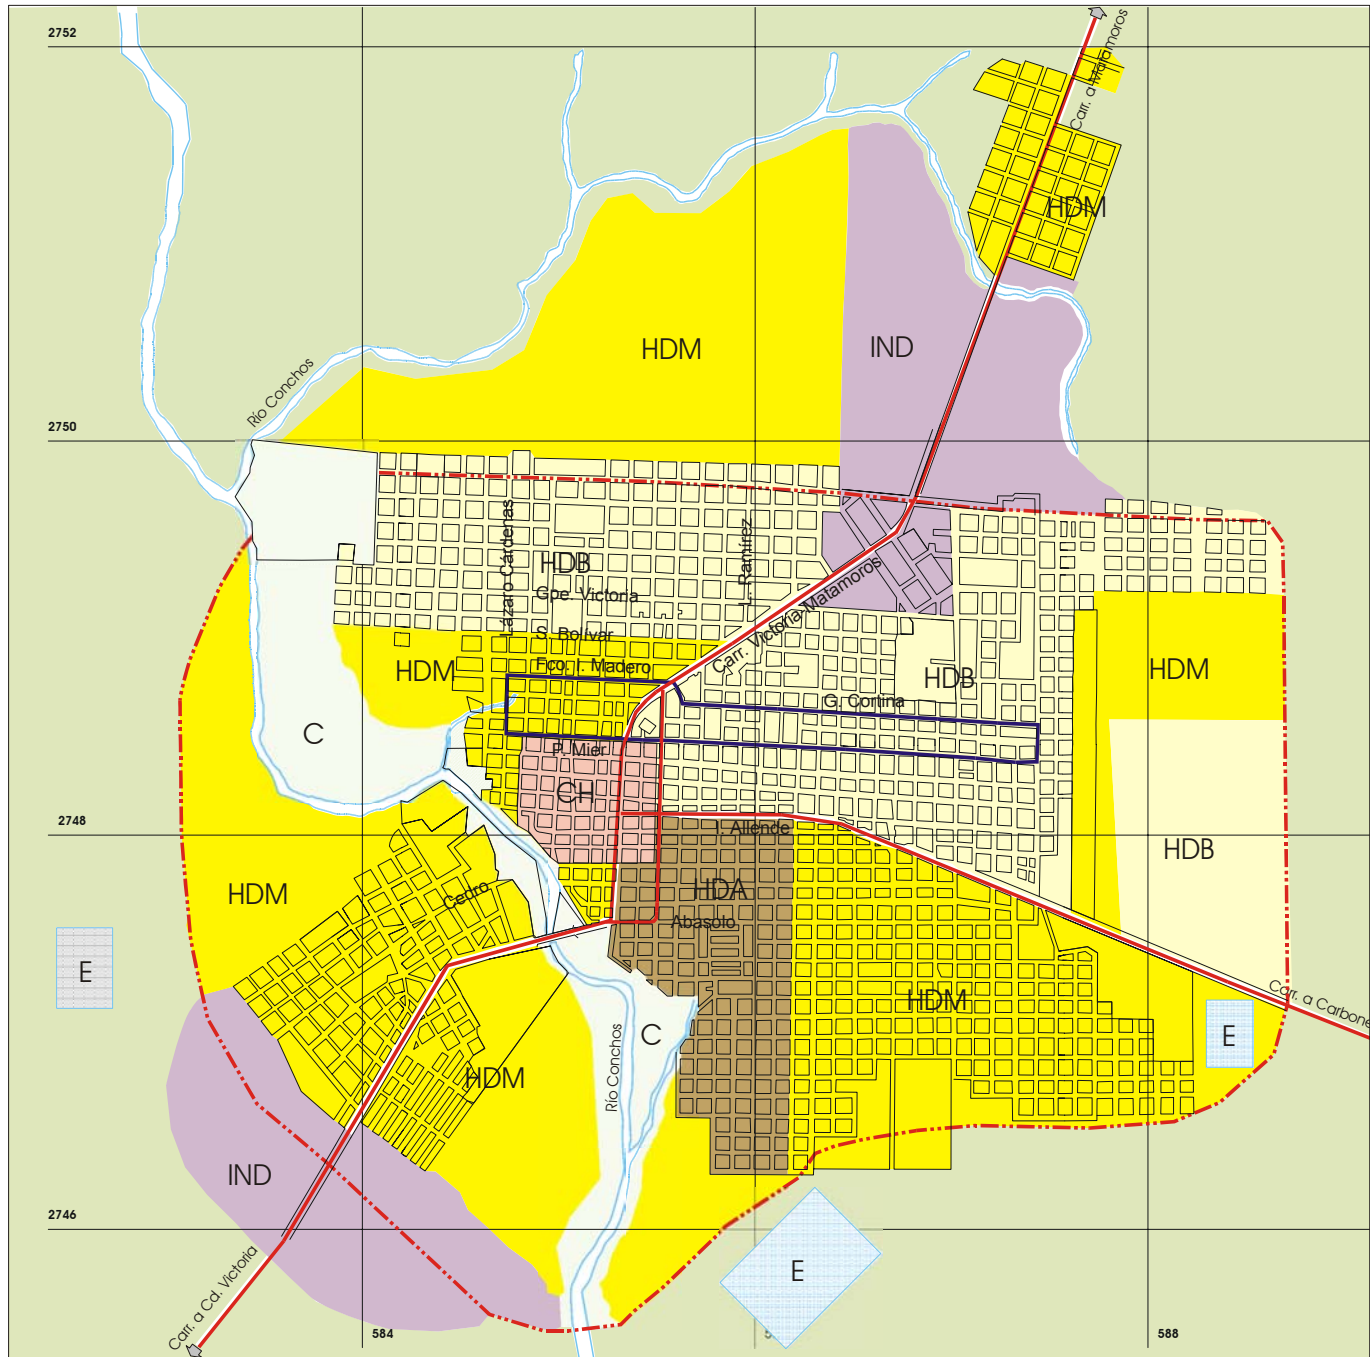 2752
Carr. a Matamoros
HDM
HDM
IND
Río Conchos
2750
Lázaro Cárdenas
L. Ramírez
HDB
Gpe. Victoria
Carr. Victoria-Matamoros
S. Bolívar
Fco. I. Madero
HDM
HDB
HDM
G. Cortina
C
P. Mier
CH
I. Allende
2748
HDB
HDM
Cedro
HDA
Abasolo
E
HDM
Carr. a Carbone
C
E
Río Conchos
HDM
IND
2746
Carr. a Cd. Victoria
E
584
588